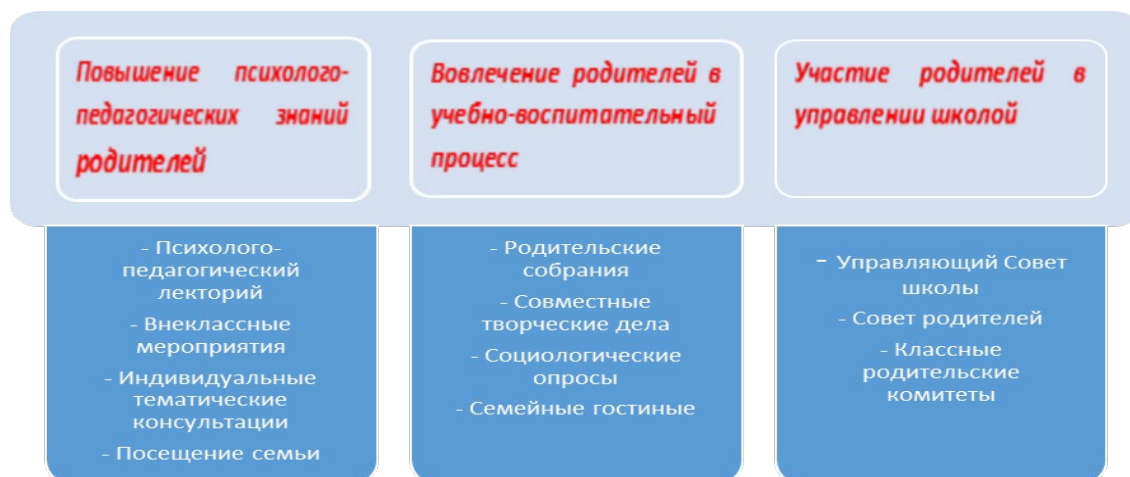 Повышение психолого-
педагогических знаний
родителей
- Психолого-
педагогический
лекторий
- Внеклассные
мероприятия
- Индивидуальные
тематические
консультации
- Посещение семьи
Вовлечение родителей в
учебно-воспитательный
процесс
- Родительские
собрания
- Совместные
творческие дела
- Социологические
опросы
- Семейные гостиные
Участие родителей в
управлении школой
- Управляющий Совет
школы
- Совет родителей
- Классные
родительские
комитеты